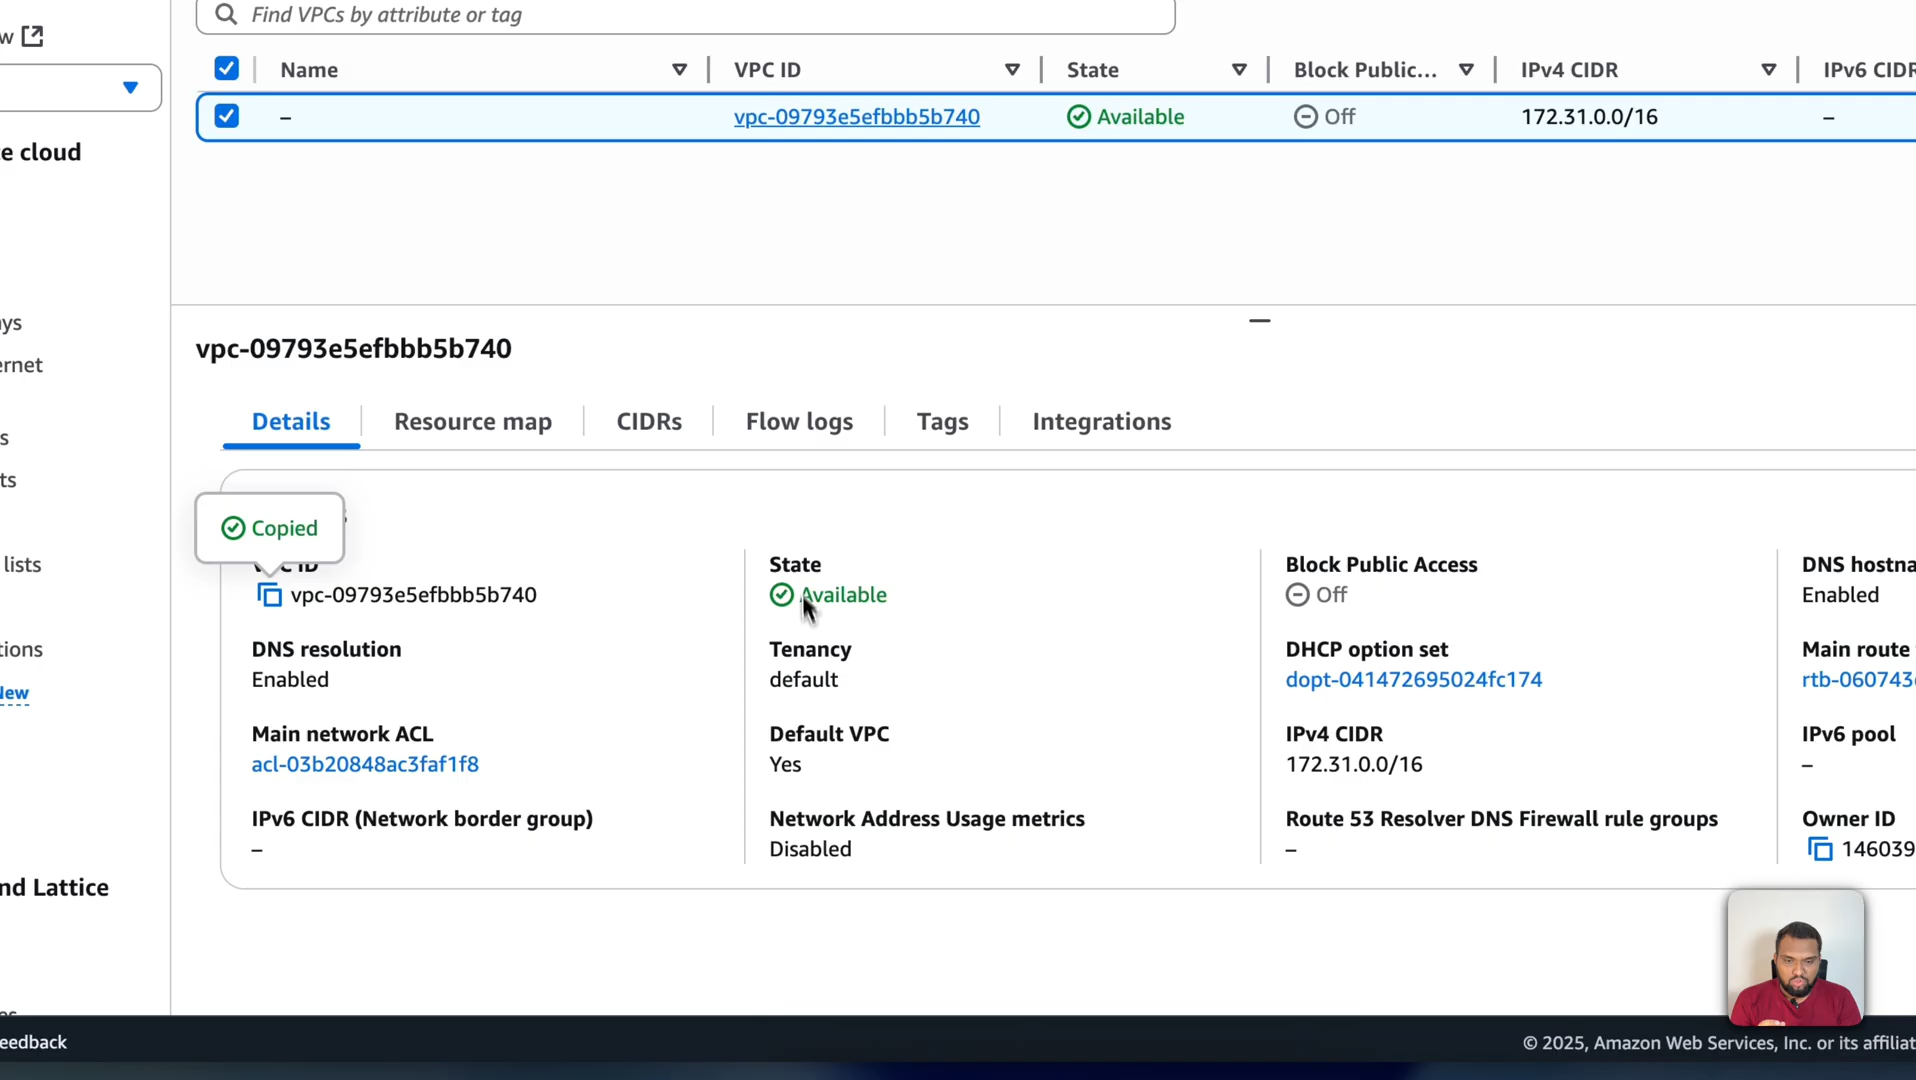 Find VPCs by attribute or tag
w
Name VPC ID State Block Public... IPv4 CIDR IPv6 CIDR
– vpc-09793e5efbbb5b740 Available Off 172.31.0.0/16 –
e cloud
ays
ernet
s
ts
lists
tions
New
nd Lattice
vpc-09793e5efbbb5b740
Details Resource map CIDRs Flow logs Tags Integrations
Copied
VPC ID State Block Public Access DNS hostna
vpc-09793e5efbbb5b740 Available Off Enabled
DNS resolution Tenancy DHCP option set Main route
Enabled default dopt-041472695024fc174 rtb-060743
Main network ACL Default VPC IPv4 CIDR IPv6 pool
acl-03b20848ac3faf1f8 Yes 172.31.0.0/16 –
IPv6 CIDR (Network border group) Network Address Usage metrics Route 53 Resolver DNS Firewall rule groups Owner ID
– Disabled – 146039
eedback
© 2025, Amazon Web Services, Inc. or its affiliat